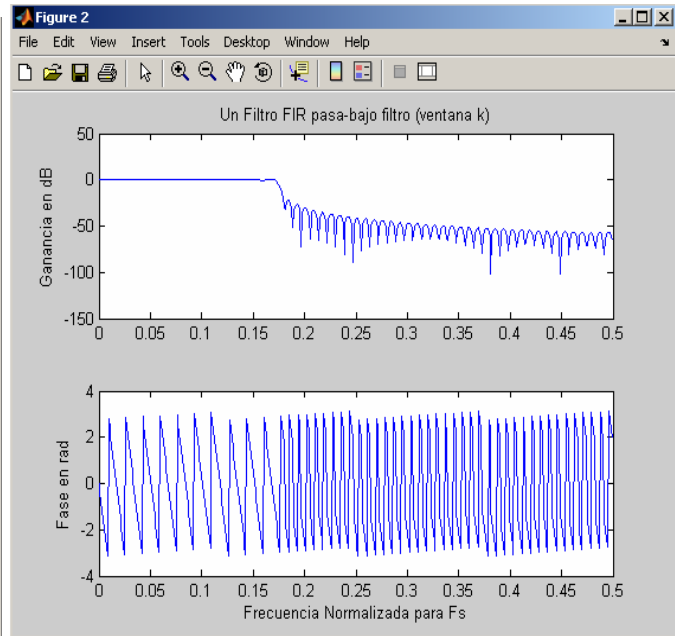 Figure 2
File Edit View Insert Tools Desktop Window Help
Un Filtro FIR pasa-bajo filtro (ventana k)
Ganancia en dB
50
0
-50
-100
-150
0 0.05 0.1 0.15 0.2 0.25 0.3 0.35 0.4 0.45 0.5
Fase en rad
4
2
0
-2
-4
0 0.05 0.1 0.15 0.2 0.25 0.3 0.35 0.4 0.45 0.5
Frecuencia Normalizada para Fs